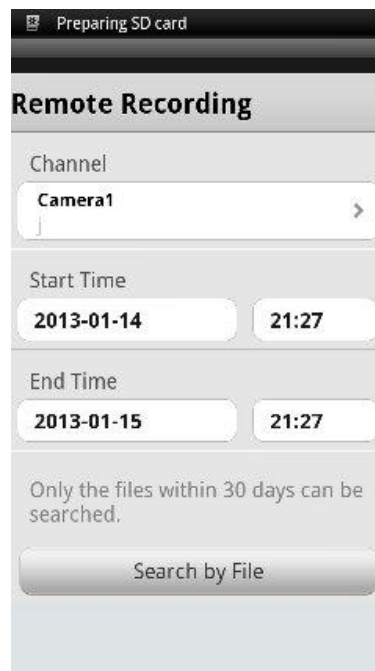 Preparing SD card
Remote Recording
Channel
Camera1
j
Start Time
2013-01-14 21:27
End Time
2013-01-15 21:27
Only the files within 30 days can be
searched.
Search by File